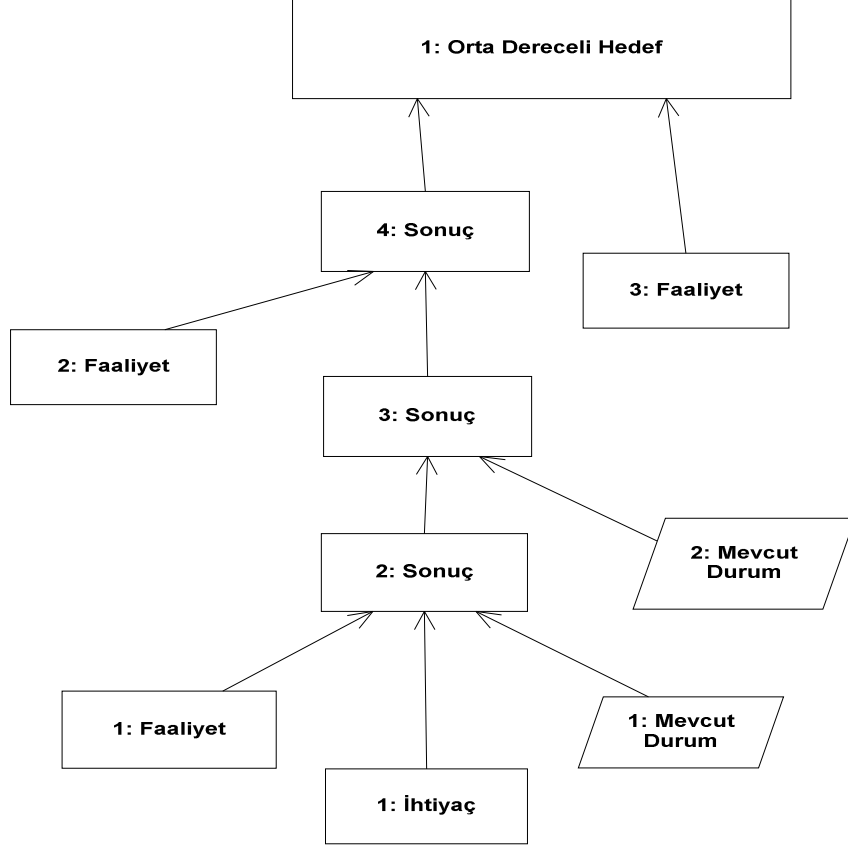 1: Orta Dereceli Hedef
4: Sonuç
3: Faaliyet
2: Faaliyet
3: Sonuç
2: Mevcut
Durum
2: Sonuç
1: Faaliyet
1: Mevcut
Durum
1: İhtiyaç